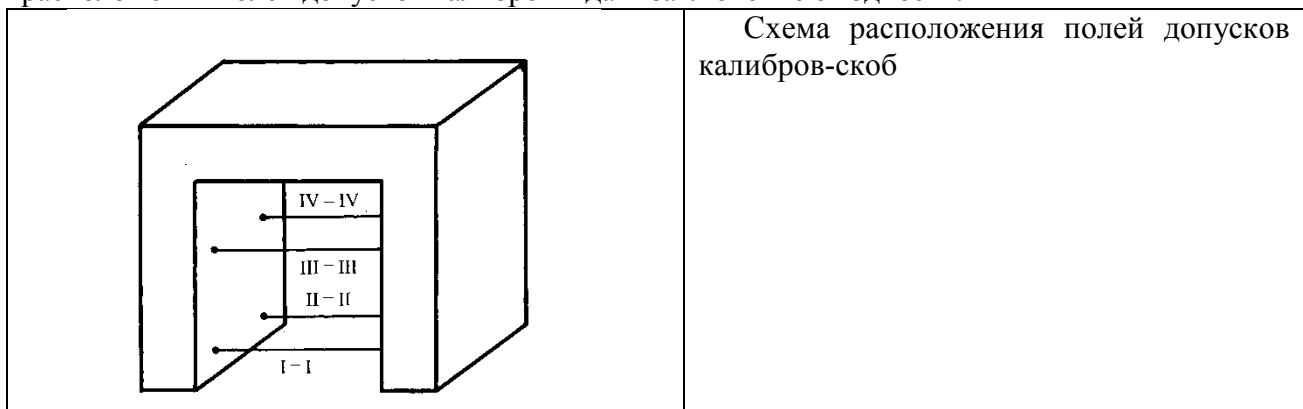 Схема расположения полей допусков
калибров-скоб
IV – IV
III – III
II – II
I – I